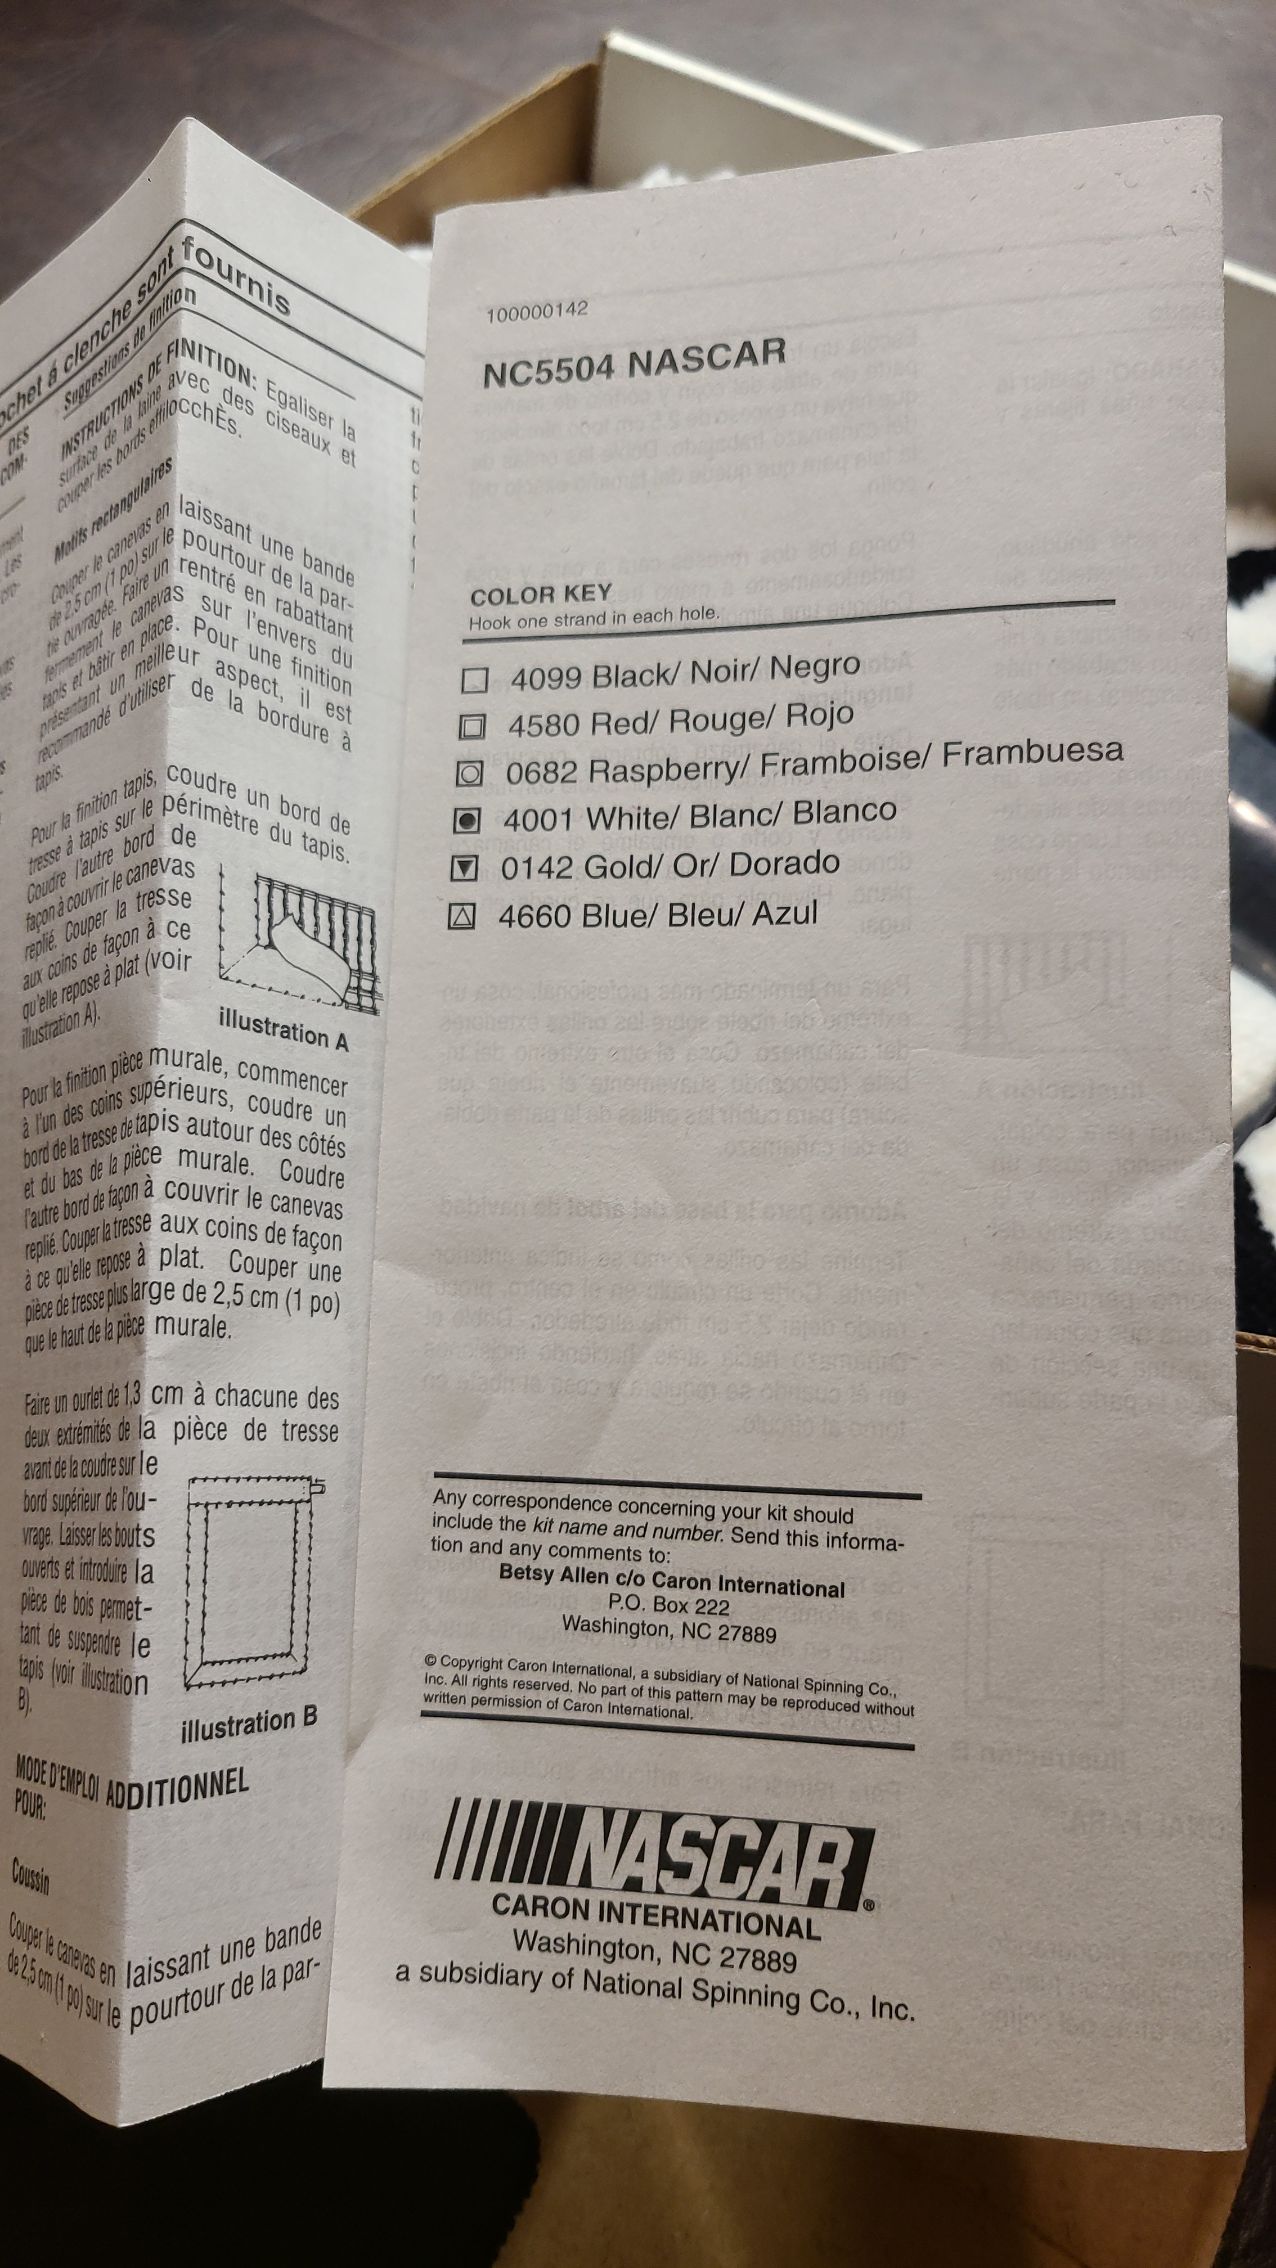 ochet à clenche sont fournis
Suggestions de finition
DES
COM-
INSTRUCTIONS DE FINITION: Egaliser la
surface de la laine avec des ciseaux et
couper les bords effilocchÈs.
Motifs rectangulaires
Couper le canevas en laissant une bande
de 2,5 cm (1 po) sur le pourtour de la par-
tie ouvragée. Faire un rentré en rabattant
fermement le canevas sur l'envers du
tapis et bâtir en place. Pour une finition
présentant un meilleur aspect, il est
recommandé d'utiliser de la bordure à
tapis.
Pour la finition tapis, coudre un bord de
tresse à tapis sur le périmètre du tapis.
Coudre l'autre bord de
façon à couvrir le canevas
replié. Couper la tresse
aux coins de façon à ce
qu'elle repose à plat (voir
illustration A).
illustration A
Pour la finition pièce murale, commencer
à l'un des coins supérieurs, coudre un
bord de la tresse de tapis autour des côtés
et du bas de la pièce murale. Coudre
l'autre bord de façon à couvrir le canevas
replié. Couper la tresse aux coins de façon
à ce qu'elle repose à plat. Couper une
pièce de tresse plus large de 2,5 cm (1 po)
que le haut de la pièce murale.
Faire un ourlet de 1,3 cm à chacune des
deux extrémités de la pièce de tresse
avant de la coudre sur le
bord supérieur de l'ou-
vrage. Laisser les bouts
ouverts et introduire la
pièce de bois permet-
tant de suspendre le
tapis (voir illustration
B).
illustration B
MODE D'EMPLOI ADDITIONNEL
POUR:
Coussin
Couper le canevas en laissant une bande
de 2,5 cm (1 po) sur le pourtour de la par-
100000142
NC5504 NASCAR
COLOR KEY
Hook one strand in each hole.
4099 Black/ Noir/ Negro
4580 Red/ Rouge/ Rojo
0682 Raspberry/ Framboise/ Frambuesa
4001 White/ Blanc/ Blanco
0142 Gold/ Or/ Dorado
4660 Blue/ Bleu/ Azul
Any correspondence concerning your kit should
include the kit name and number. Send this informa-
tion and any comments to:
Betsy Allen c/o Caron International
P.O. Box 222
Washington, NC 27889
© Copyright Caron International, a subsidiary of National Spinning Co.,
Inc. All rights reserved. No part of this pattern may be reproduced without
written permission of Caron International.
NASCAR®
CARON INTERNATIONAL
Washington, NC 27889
a subsidiary of National Spinning Co., Inc.